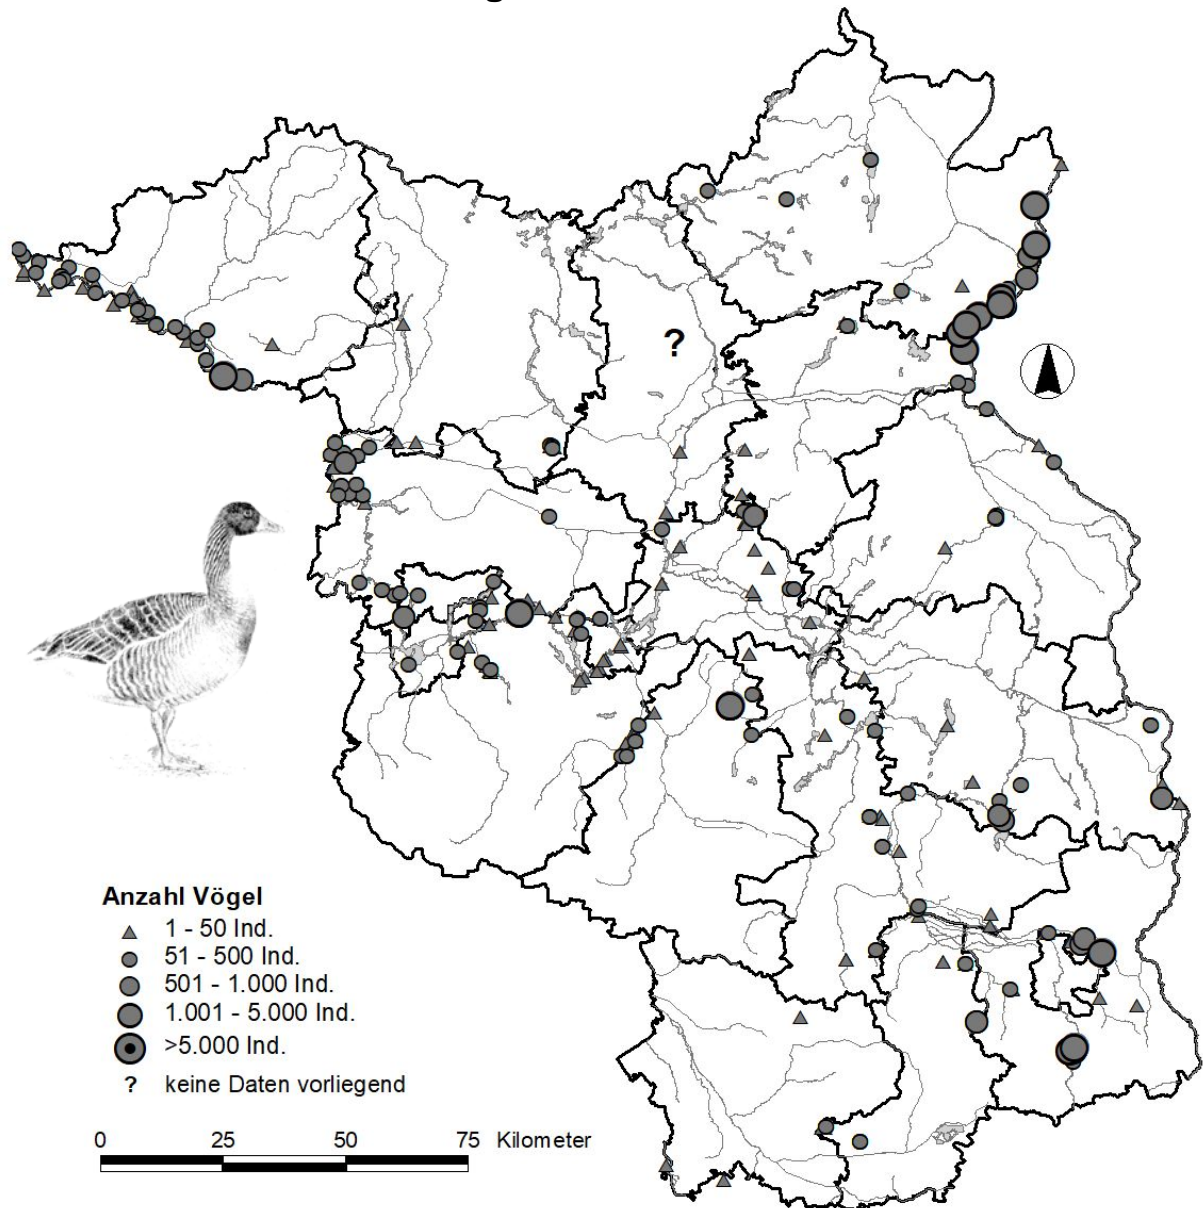 ?
Anzahl Vögel
1 - 50 Ind.
51 - 500 Ind.
501 - 1.000 Ind.
1.001 - 5.000 Ind.
>5.000 Ind.
? keine Daten vorliegend
0 25 50 75 Kilometer